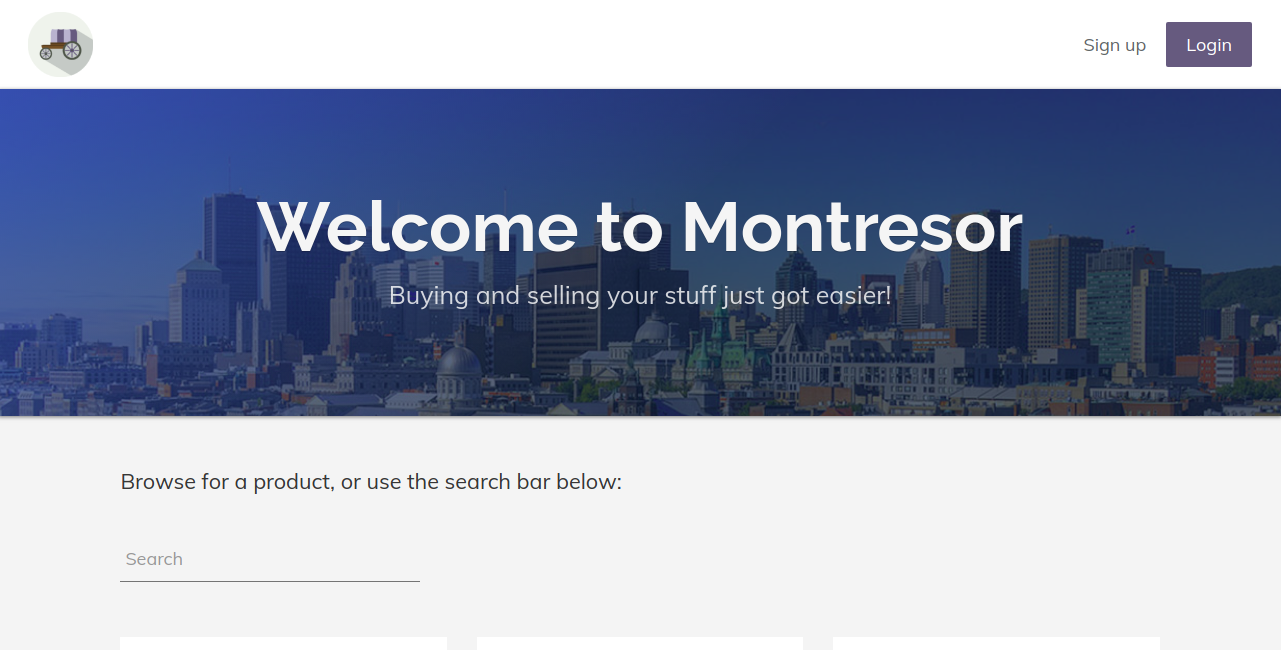 Sign up
Login
Welcome to Montresor
Buying and selling your stuff just got easier!
Browse for a product, or use the search bar below:
Search